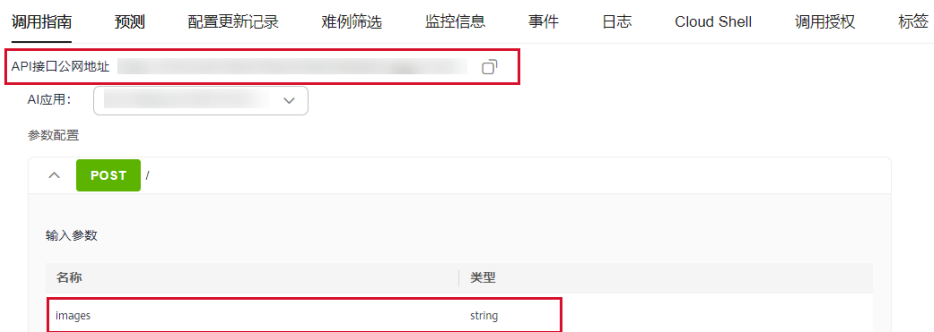 调用指南 预测 配置更新记录 难例筛选 监控信息 事件 日志 Cloud Shell 调用授权 标签
API接口公网地址
AI应用：
参数配置
POST /
输入参数
名称 类型
images string